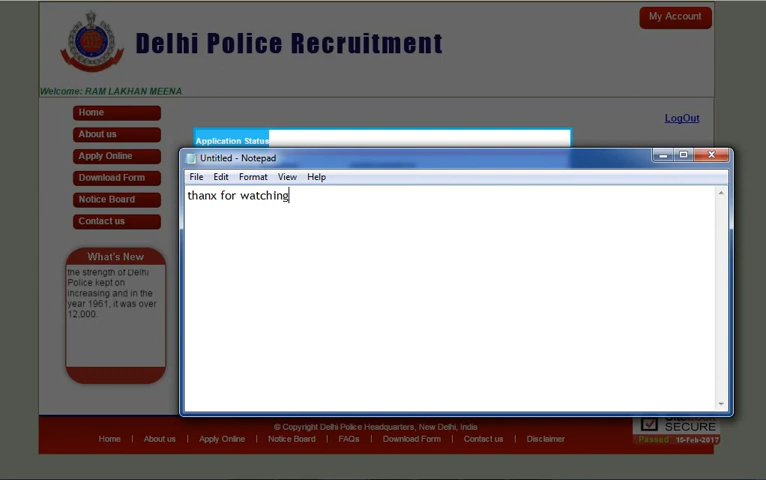 My Account
Delhi Police Recruitment
Welcome: RAM LAKHAN MEENA
LogOut
Home
About us
Apply Online
Download Form
Notice Board
Contact us
What's New
the strength of Delhi
Police kept on
increasing and in the
year 1961, it was over
12,000.
Application Status
Untitled - Notepad
File Edit Format View Help
thanx for watching
SECURE
Passed 15-Feb-2017
© Copyright Delhi Police Headquarters, New Delhi, India
Home | About us | Apply Online | Notice Board | FAQs | Download Form | Contact us | Disclaimer